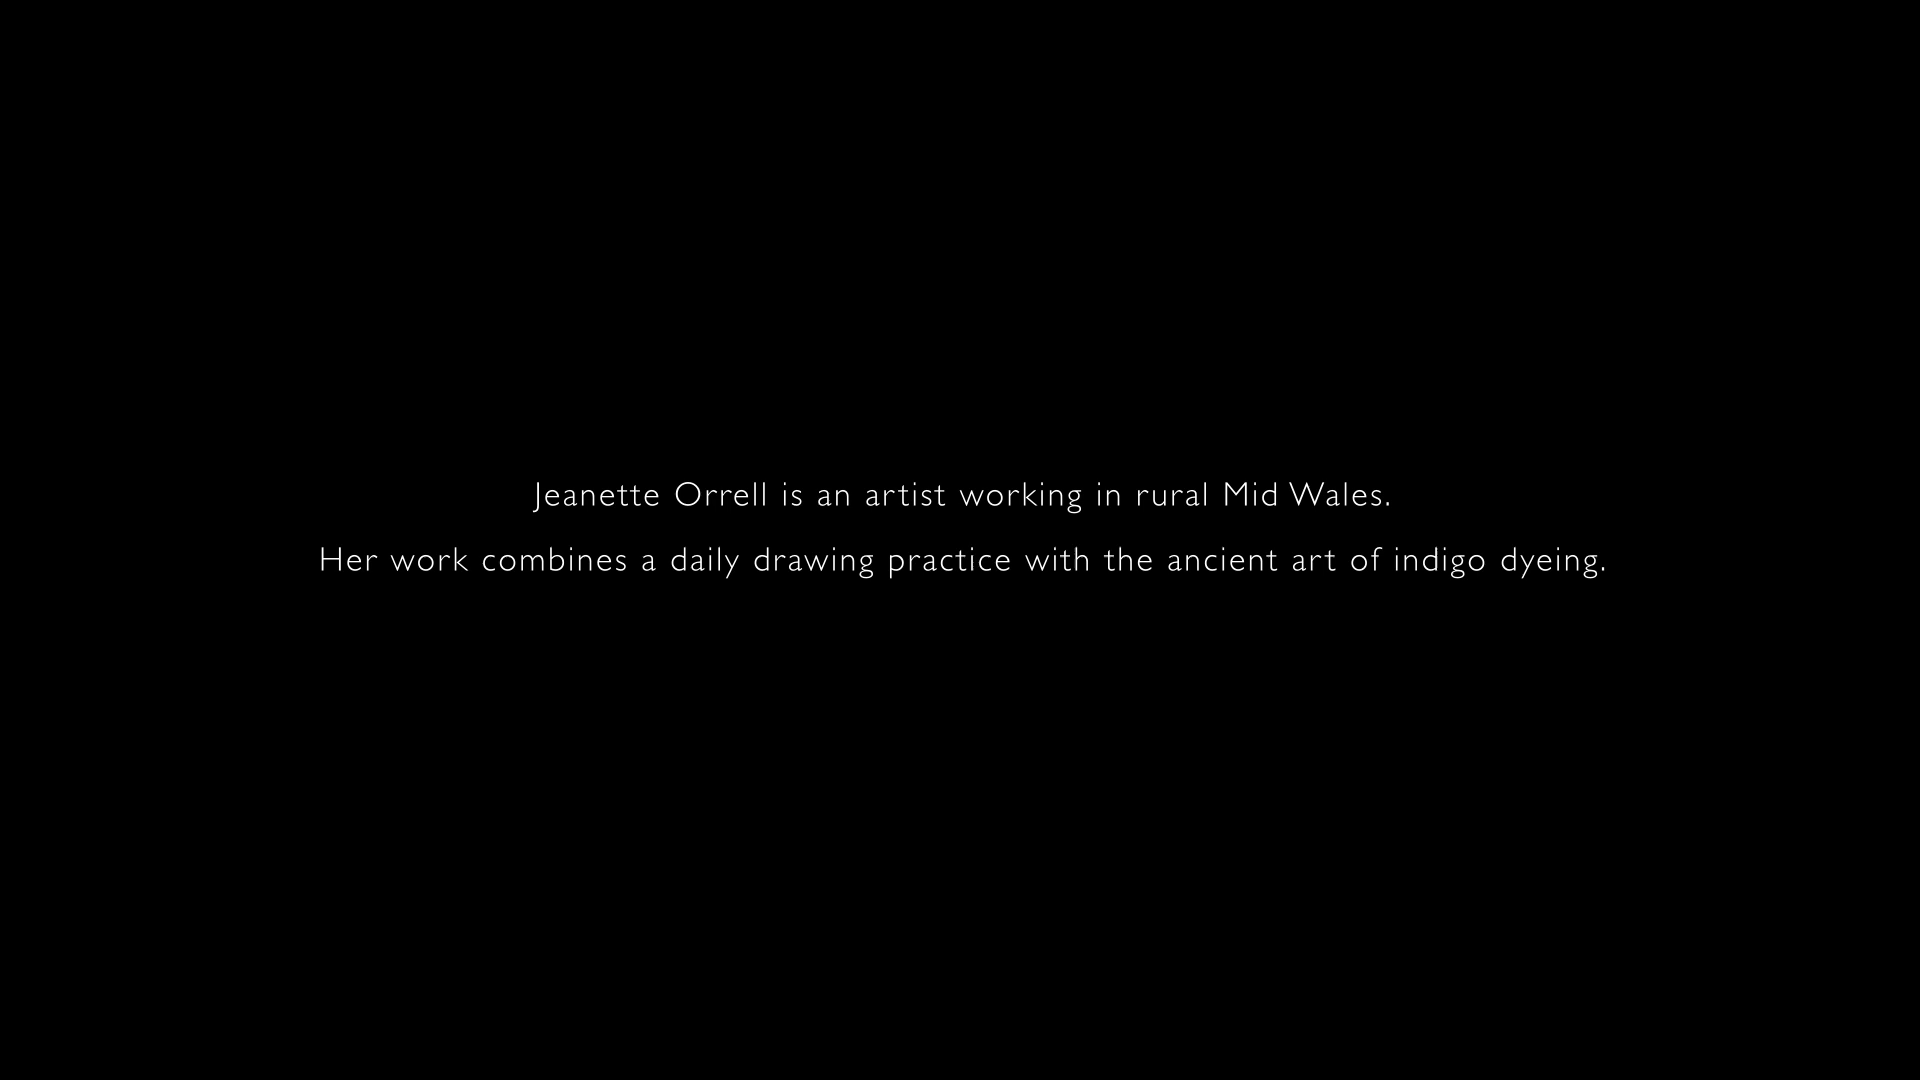 Jeanette Orrell is an artist working in rural Mid Wales.
Her work combines a daily drawing practice with the ancient art of indigo dyeing.